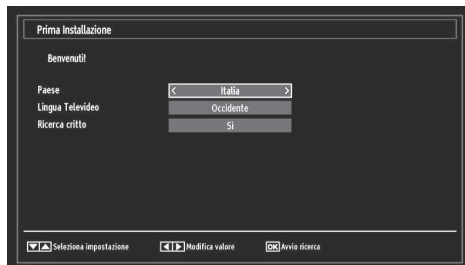 Prima Installazione
Benvenuti!
Paese < Italia >
Lingua Televideo Occidente
Ricerca critto Si
Seleziona impostazione Modifica valore OK Avvio ricerca